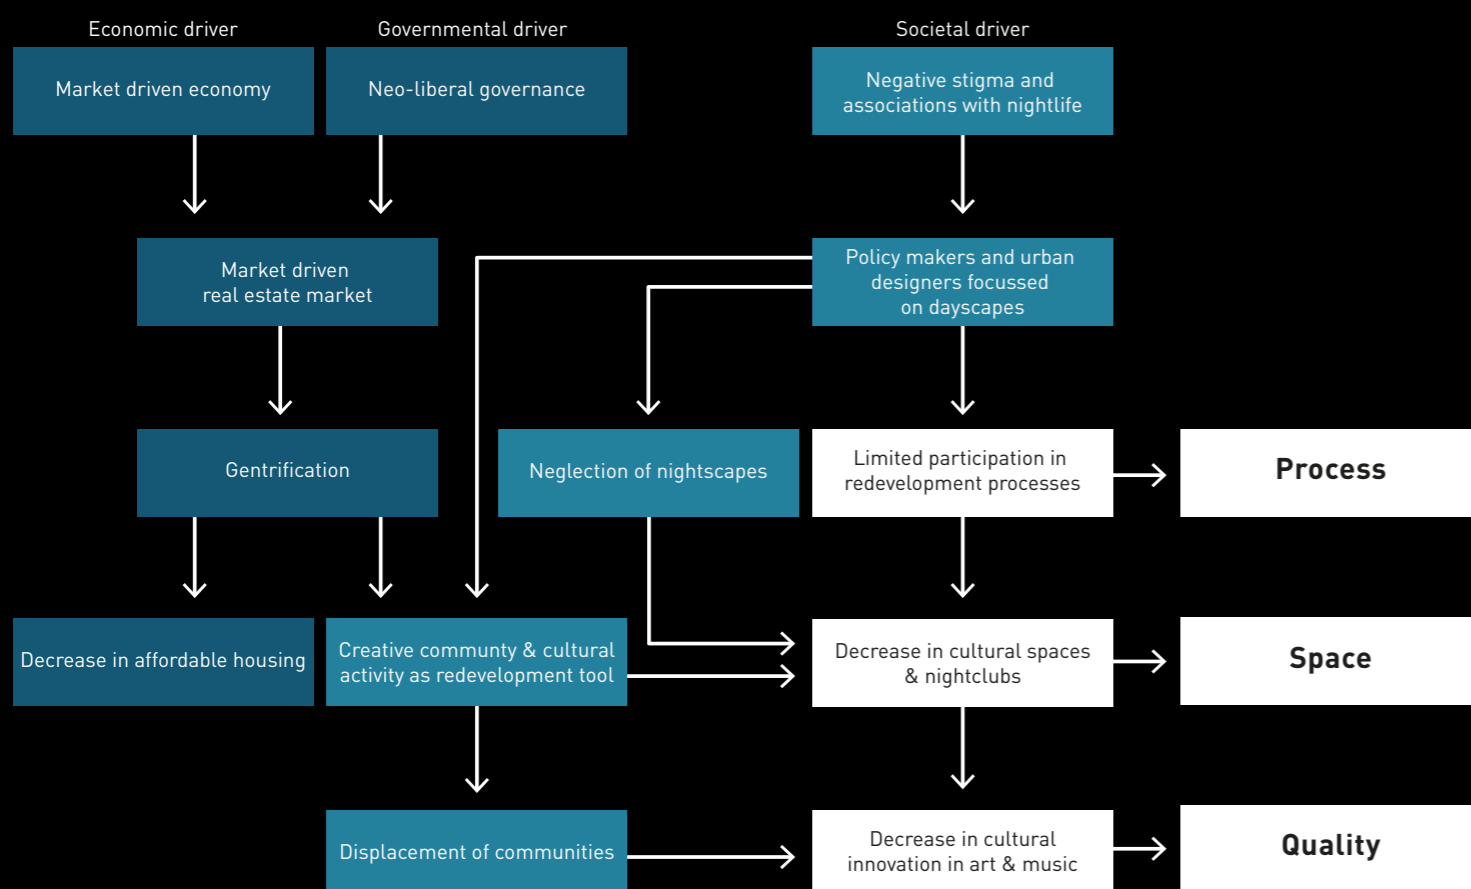 Economic driver
Governmental driver
Societal driver
Market driven economy
Neo-liberal governance
Negative stigma and
associations with nightlife
Market driven
real estate market
Policy makers and urban
designers focussed
on dayscapes
Gentrification
Neglection of nightscapes
Limited participation in
redevelopment processes
Process
Decrease in affordable housing
Creative communty & cultural
activity as redevelopment tool
Decrease in cultural spaces
& nightclubs
Space
Displacement of communities
Decrease in cultural
innovation in art & music
Quality